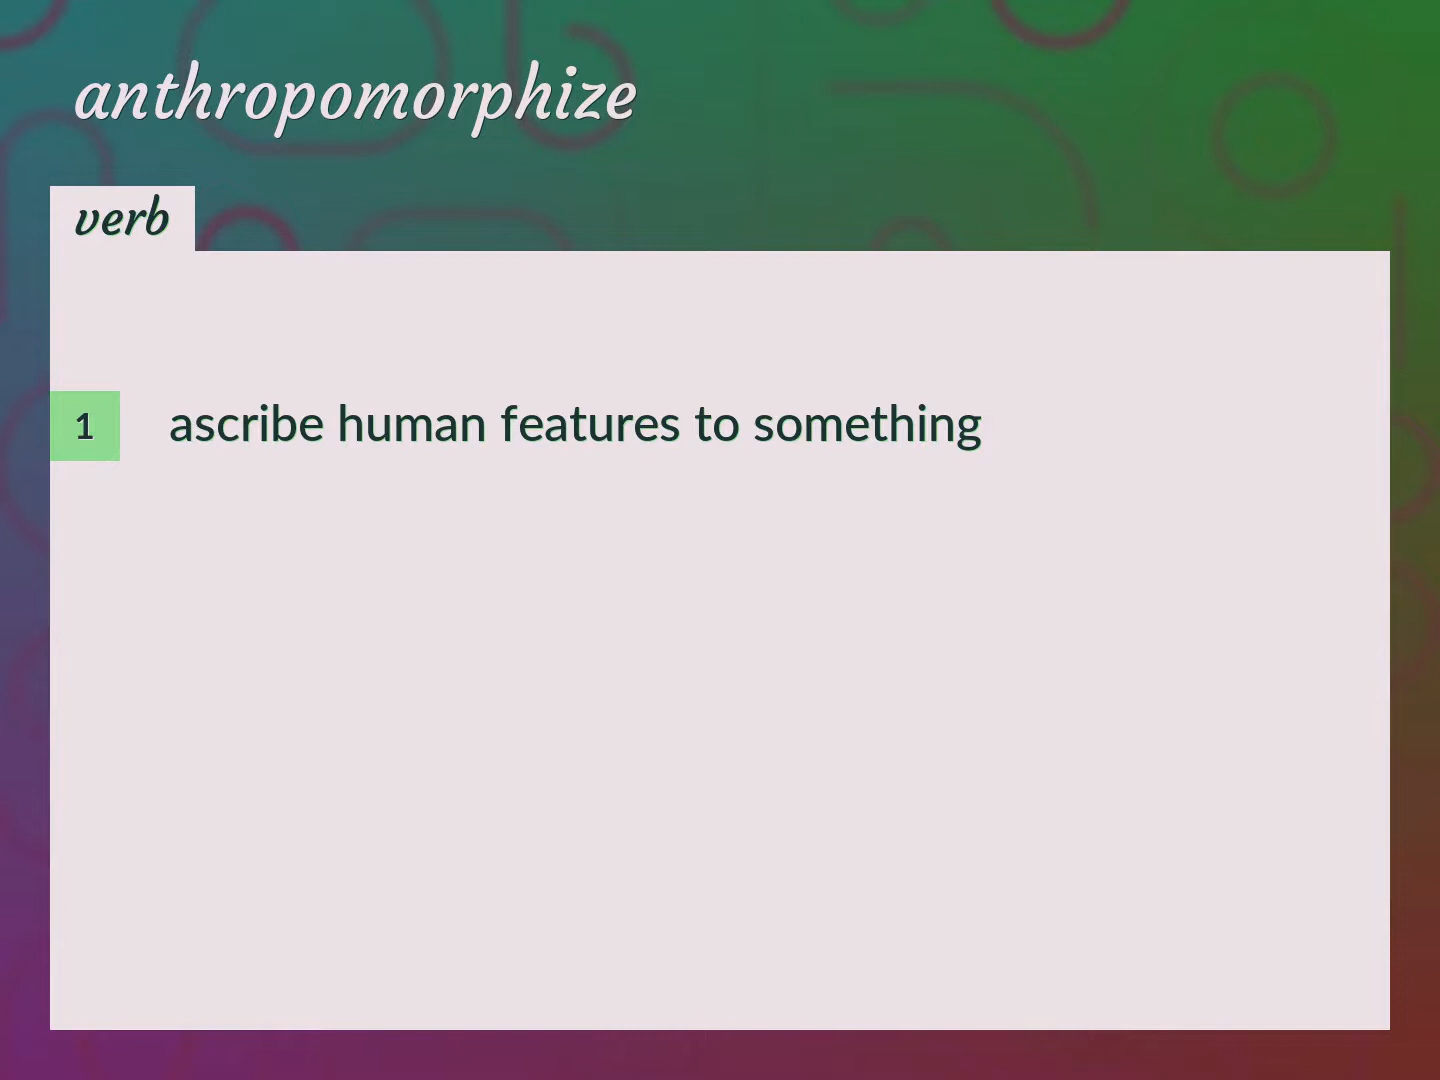 anthropomorphize
verb
1 ascribe human features to something